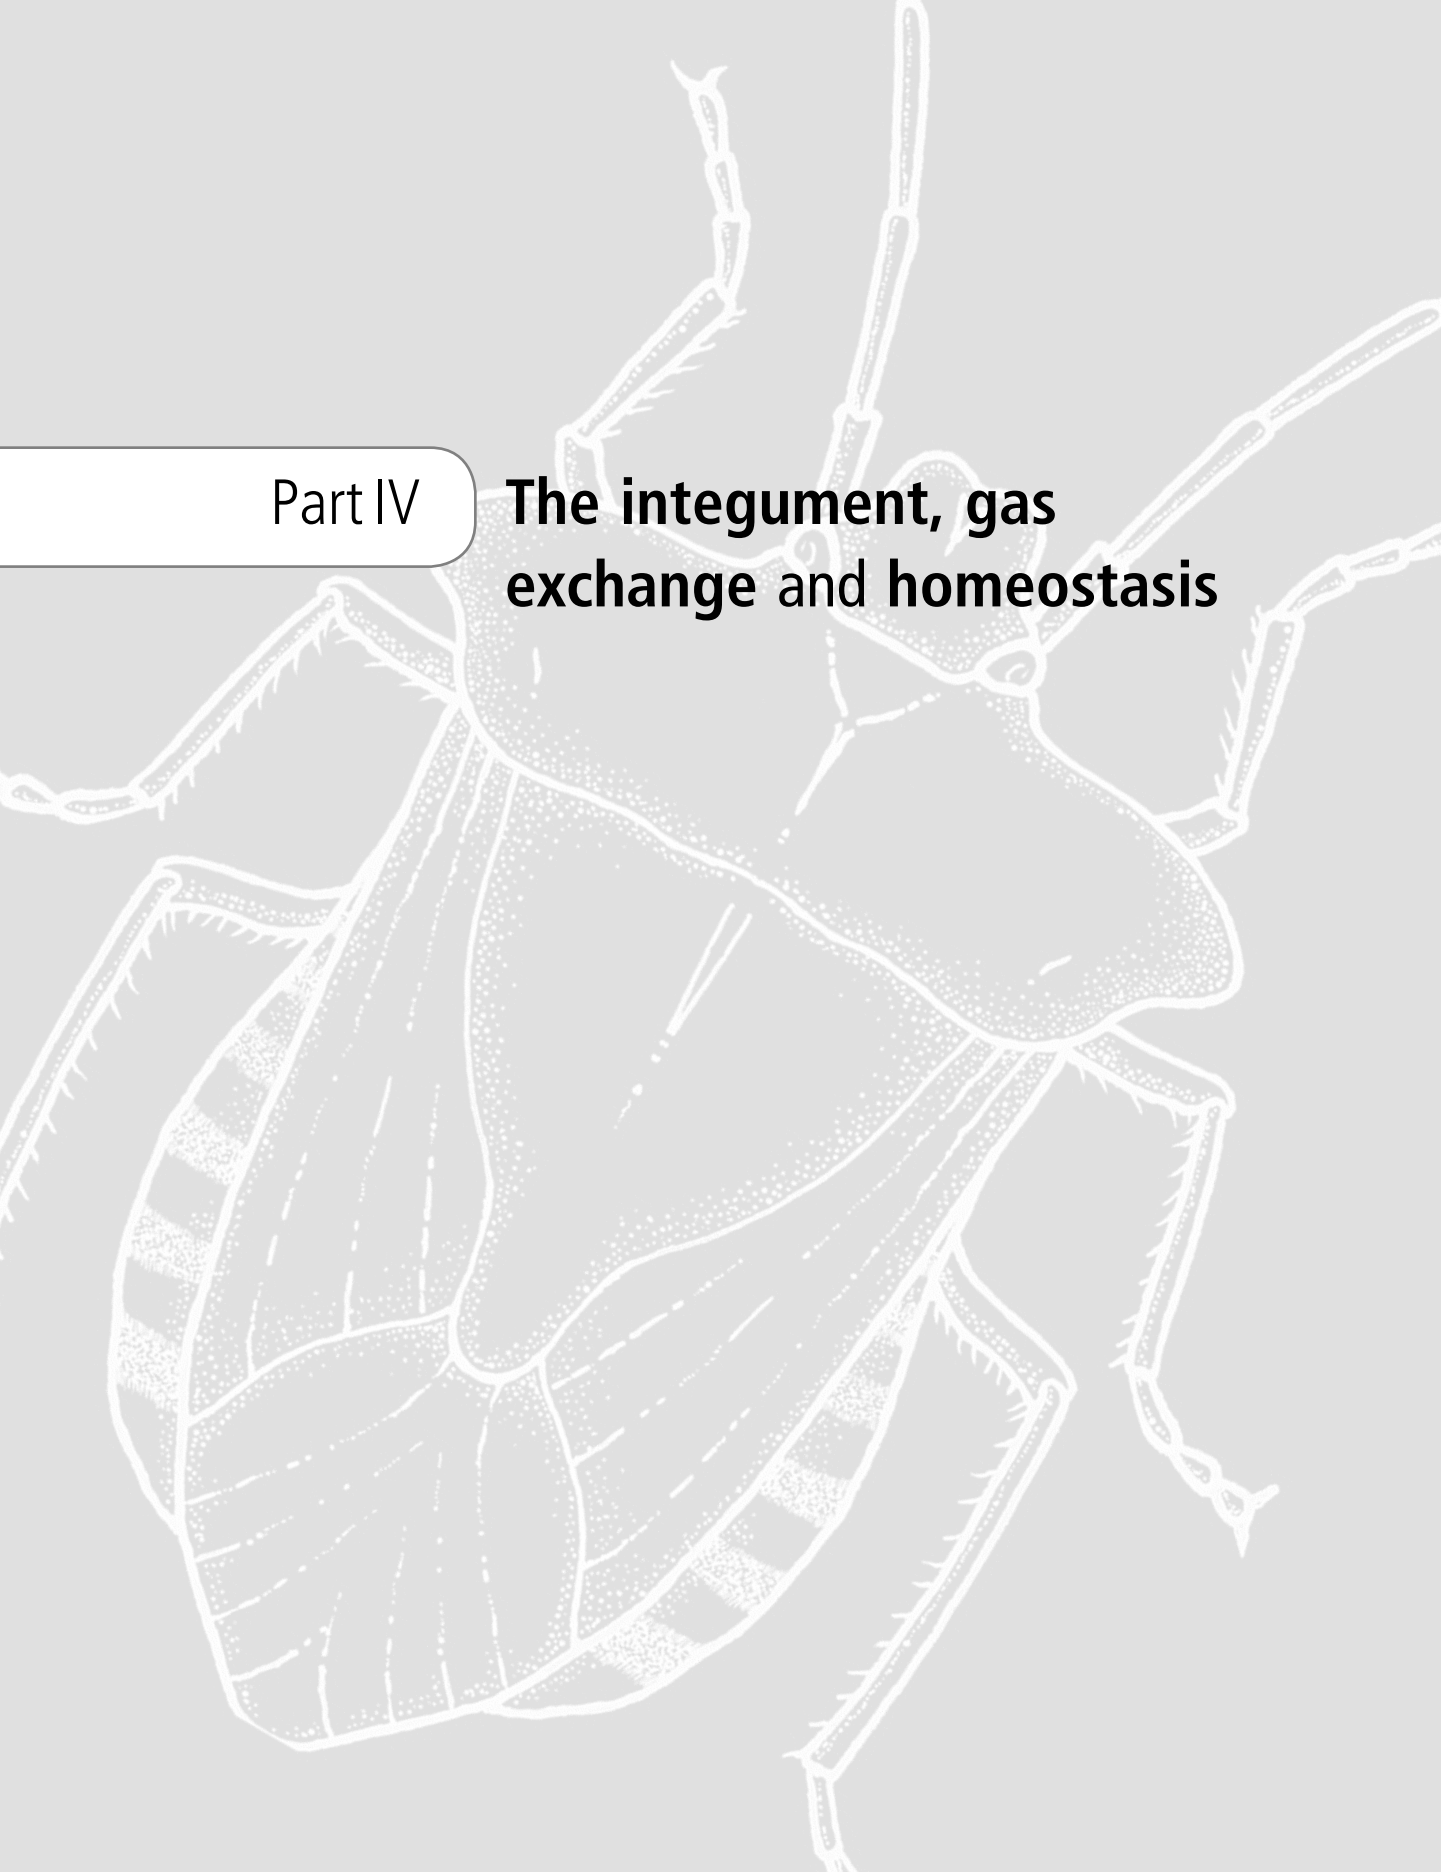 Part IV
The integument, gas
exchange and homeostasis